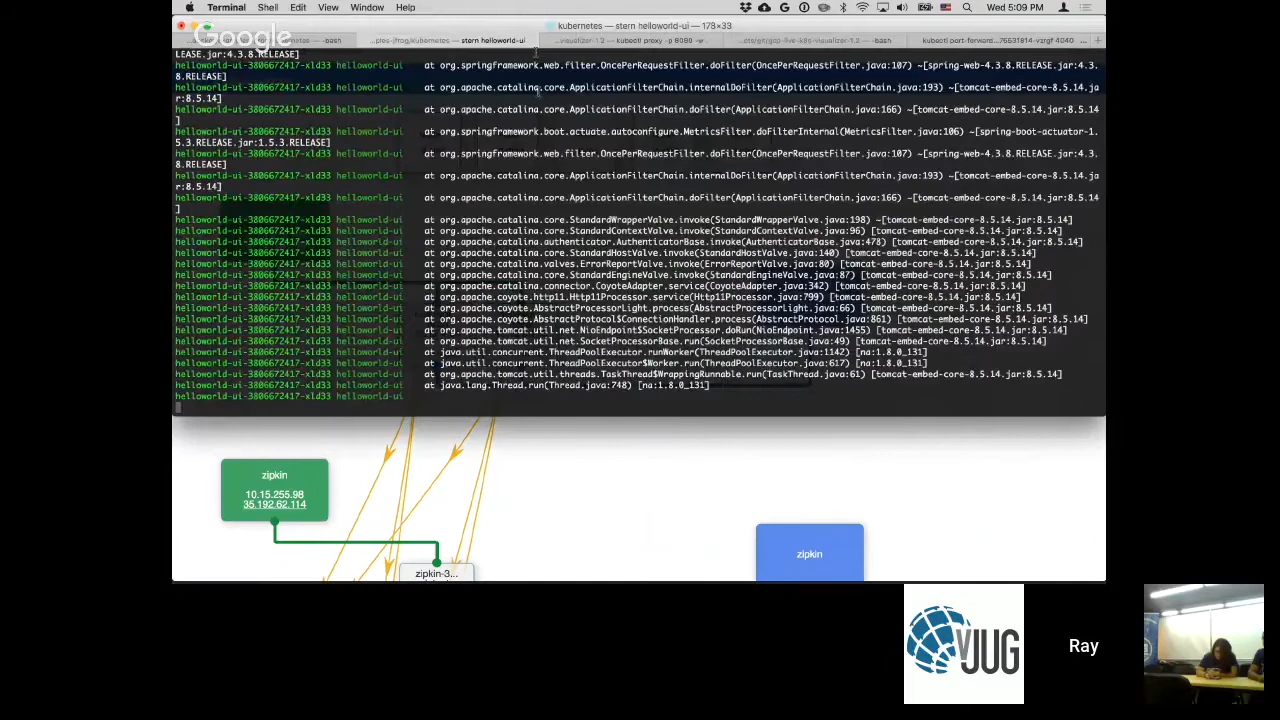 Terminal Shell Edit View Window Help Wed 5:09 PM
kubernetes — stern helloworld-ui — 178×33
Google
...ples-/frog/kubernetes — stern helloworld-ui ...visualizer-1.2 — kubectl proxy -p 8080 -w... ...cts/git/gcp-live-k8s-visualizer-1.2 — -bash kubectl port-forward...
LEASE.jar:4.3.8.RELEASE]
helloworld-ui-3806672417-xld33 helloworld-ui at org.springframework.web.filter.OncePerRequestFilter.doFilter(OncePerRequestFilter.java:107) ~[spring-web-4.3.8.RELEASE.jar:4.3.
8.RELEASE]
helloworld-ui-3806672417-xld33 helloworld-ui at org.apache.catalina.core.ApplicationFilterChain.internalDoFilter(ApplicationFilterChain.java:193) ~[tomcat-embed-core-8.5.14.ja
r:8.5.14]
helloworld-ui-3806672417-xld33 helloworld-ui at org.apache.catalina.core.ApplicationFilterChain.doFilter(ApplicationFilterChain.java:166) ~[tomcat-embed-core-8.5.14.jar:8.5.14
]
helloworld-ui-3806672417-xld33 helloworld-ui at org.springframework.boot.actuate.autoconfigure.MetricsFilter.doFilterInternal(MetricsFilter.java:106) ~[spring-boot-actuator-1.
5.3.RELEASE.jar:1.5.3.RELEASE]
helloworld-ui-3806672417-xld33 helloworld-ui at org.springframework.web.filter.OncePerRequestFilter.doFilter(OncePerRequestFilter.java:107) ~[spring-web-4.3.8.RELEASE.jar:4.3.
8.RELEASE]
helloworld-ui-3806672417-xld33 helloworld-ui at org.apache.catalina.core.ApplicationFilterChain.internalDoFilter(ApplicationFilterChain.java:193) ~[tomcat-embed-core-8.5.14.ja
r:8.5.14]
helloworld-ui-3806672417-xld33 helloworld-ui at org.apache.catalina.core.ApplicationFilterChain.doFilter(ApplicationFilterChain.java:166) ~[tomcat-embed-core-8.5.14.jar:8.5.14
]
helloworld-ui-3806672417-xld33 helloworld-ui at org.apache.catalina.core.StandardWrapperValve.invoke(StandardWrapperValve.java:198) ~[tomcat-embed-core-8.5.14.jar:8.5.14]
helloworld-ui-3806672417-xld33 helloworld-ui at org.apache.catalina.core.StandardContextValve.invoke(StandardContextValve.java:96) [tomcat-embed-core-8.5.14.jar:8.5.14]
helloworld-ui-3806672417-xld33 helloworld-ui at org.apache.catalina.authenticator.AuthenticatorBase.invoke(AuthenticatorBase.java:478) [tomcat-embed-core-8.5.14.jar:8.5.14]
helloworld-ui-3806672417-xld33 helloworld-ui at org.apache.catalina.core.StandardHostValve.invoke(StandardHostValve.java:140) [tomcat-embed-core-8.5.14.jar:8.5.14]
helloworld-ui-3806672417-xld33 helloworld-ui at org.apache.catalina.valves.ErrorReportValve.invoke(ErrorReportValve.java:80) [tomcat-embed-core-8.5.14.jar:8.5.14]
helloworld-ui-3806672417-xld33 helloworld-ui at org.apache.catalina.core.StandardEngineValve.invoke(StandardEngineValve.java:87) [tomcat-embed-core-8.5.14.jar:8.5.14]
helloworld-ui-3806672417-xld33 helloworld-ui at org.apache.catalina.connector.CoyoteAdapter.service(CoyoteAdapter.java:342) [tomcat-embed-core-8.5.14.jar:8.5.14]
helloworld-ui-3806672417-xld33 helloworld-ui at org.apache.coyote.http11.Http11Processor.service(Http11Processor.java:799) [tomcat-embed-core-8.5.14.jar:8.5.14]
helloworld-ui-3806672417-xld33 helloworld-ui at org.apache.coyote.AbstractProcessorLight.process(AbstractProcessorLight.java:66) [tomcat-embed-core-8.5.14.jar:8.5.14]
helloworld-ui-3806672417-xld33 helloworld-ui at org.apache.coyote.AbstractProtocol$ConnectionHandler.process(AbstractProtocol.java:861) [tomcat-embed-core-8.5.14.jar:8.5.14]
helloworld-ui-3806672417-xld33 helloworld-ui at org.apache.tomcat.util.net.NioEndpoint$SocketProcessor.doRun(NioEndpoint.java:1455) [tomcat-embed-core-8.5.14.jar:8.5.14]
helloworld-ui-3806672417-xld33 helloworld-ui at org.apache.tomcat.util.net.SocketProcessorBase.run(SocketProcessorBase.java:49) [tomcat-embed-core-8.5.14.jar:8.5.14]
helloworld-ui-3806672417-xld33 helloworld-ui at java.util.concurrent.ThreadPoolExecutor.runWorker(ThreadPoolExecutor.java:1142) [na:1.8.0_131]
helloworld-ui-3806672417-xld33 helloworld-ui at java.util.concurrent.ThreadPoolExecutor$Worker.run(ThreadPoolExecutor.java:617) [na:1.8.0_131]
helloworld-ui-3806672417-xld33 helloworld-ui at org.apache.tomcat.util.threads.TaskThread$WrappingRunnable.run(TaskThread.java:61) [tomcat-embed-core-8.5.14.jar:8.5.14]
helloworld-ui-3806672417-xld33 helloworld-ui at java.lang.Thread.run(Thread.java:748) [na:1.8.0_131]
helloworld-ui-3806672417-xld33 helloworld-ui
zipkin
10.15.255.98
35.192.62.114
zipkin-3...
zipkin
vJUG
Ray